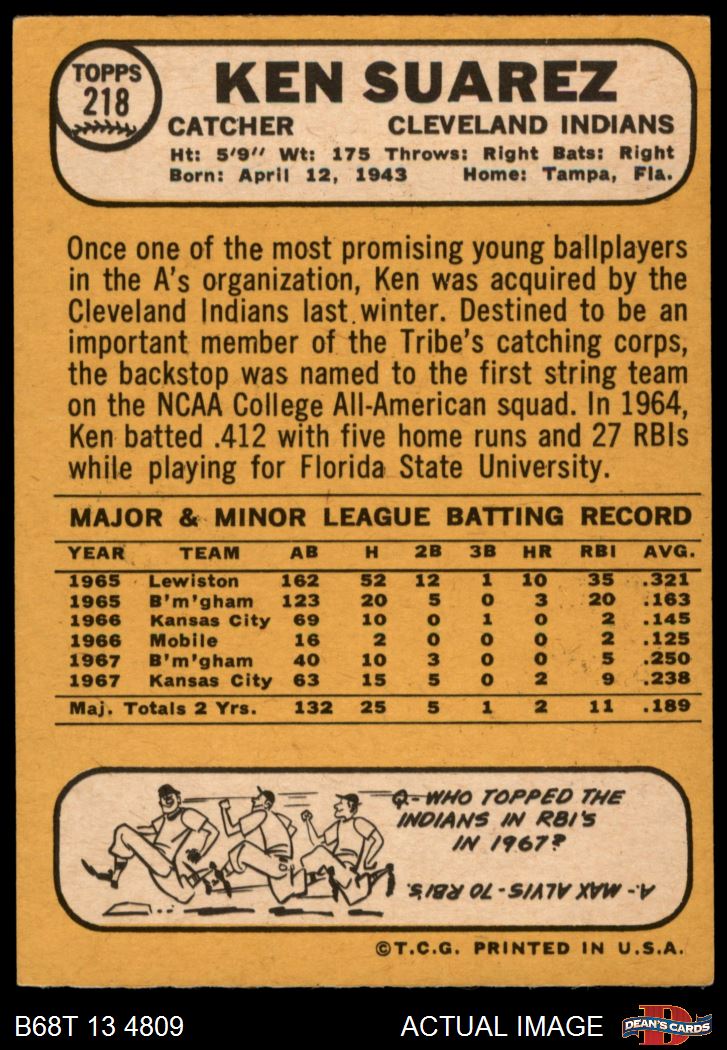 TOPPS
218
KEN SUAREZ
CATCHER CLEVELAND INDIANS
Ht: 5'9" Wt: 175 Throws: Right Bats: Right
Born: April 12, 1943 Home: Tampa, Fla.
Once one of the most promising young ballplayers
in the A's organization, Ken was acquired by the
Cleveland Indians last winter. Destined to be an
important member of the Tribe's catching corps,
the backstop was named to the first string team
on the NCAA College All-American squad. In 1964,
Ken batted .412 with five home runs and 27 RBIs
while playing for Florida State University.
MAJOR & MINOR LEAGUE BATTING RECORD
YEAR TEAM AB H 2B 3B HR RBI AVG.
1965 Lewiston 162 52 12 1 10 35 .321
1965 B'm'gham 123 20 5 0 3 20 .163
1966 Kansas City 69 10 0 1 0 2 .145
1966 Mobile 16 2 0 0 0 2 .125
1967 B'm'gham 40 10 3 0 0 5 .250
1967 Kansas City 63 15 5 0 2 9 .238
Maj. Totals 2 Yrs. 132 25 5 1 2 11 .189
Q-WHO TOPPED THE
INDIANS IN RBI'S
IN 1967?
A-MAX ALVIS-70 RBI'S.
©T.C.G. PRINTED IN U.S.A.
B68T 13 4809 ACTUAL IMAGE
D
DEAN'S CARDS